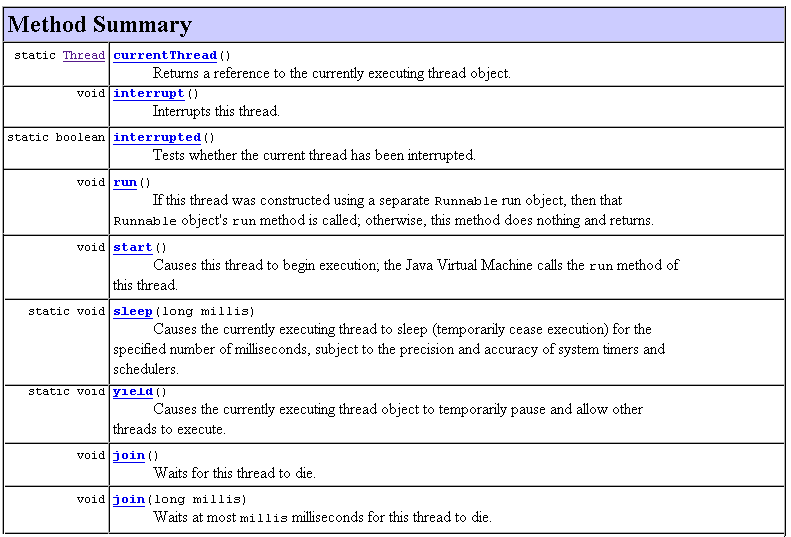 Method Summary
static Thread currentThread()
Returns a reference to the currently executing thread object.
void interrupt()
Interrupts this thread.
static boolean interrupted()
Tests whether the current thread has been interrupted.
void run()
If this thread was constructed using a separate Runnable run object, then that
Runnable object's run method is called; otherwise, this method does nothing and returns.
void start()
Causes this thread to begin execution; the Java Virtual Machine calls the run method of
this thread.
static void sleep(long millis)
Causes the currently executing thread to sleep (temporarily cease execution) for the
specified number of milliseconds, subject to the precision and accuracy of system timers and
schedulers.
static void yield()
Causes the currently executing thread object to temporarily pause and allow other
threads to execute.
void join()
Waits for this thread to die.
void join(long millis)
Waits at most millis milliseconds for this thread to die.